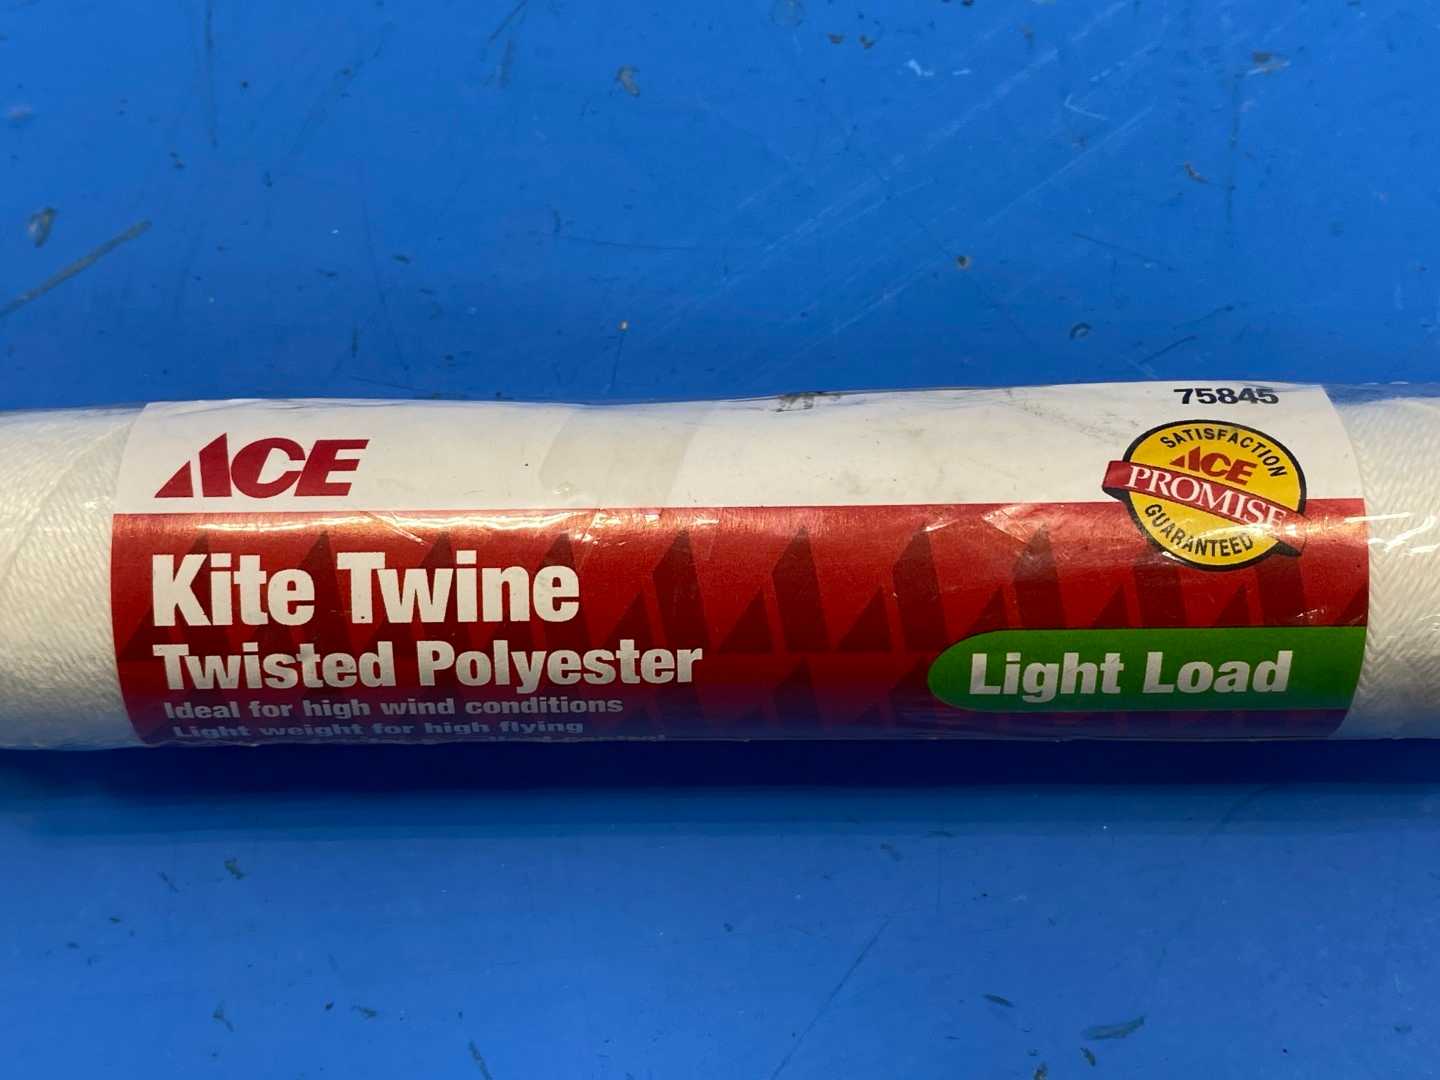 75845
ACE
SATISFACTION
ACE
PROMISE
GUARANTEED
Kite Twine
Twisted Polyester
Light Load
Ideal for high wind conditions
Light weight for high flying